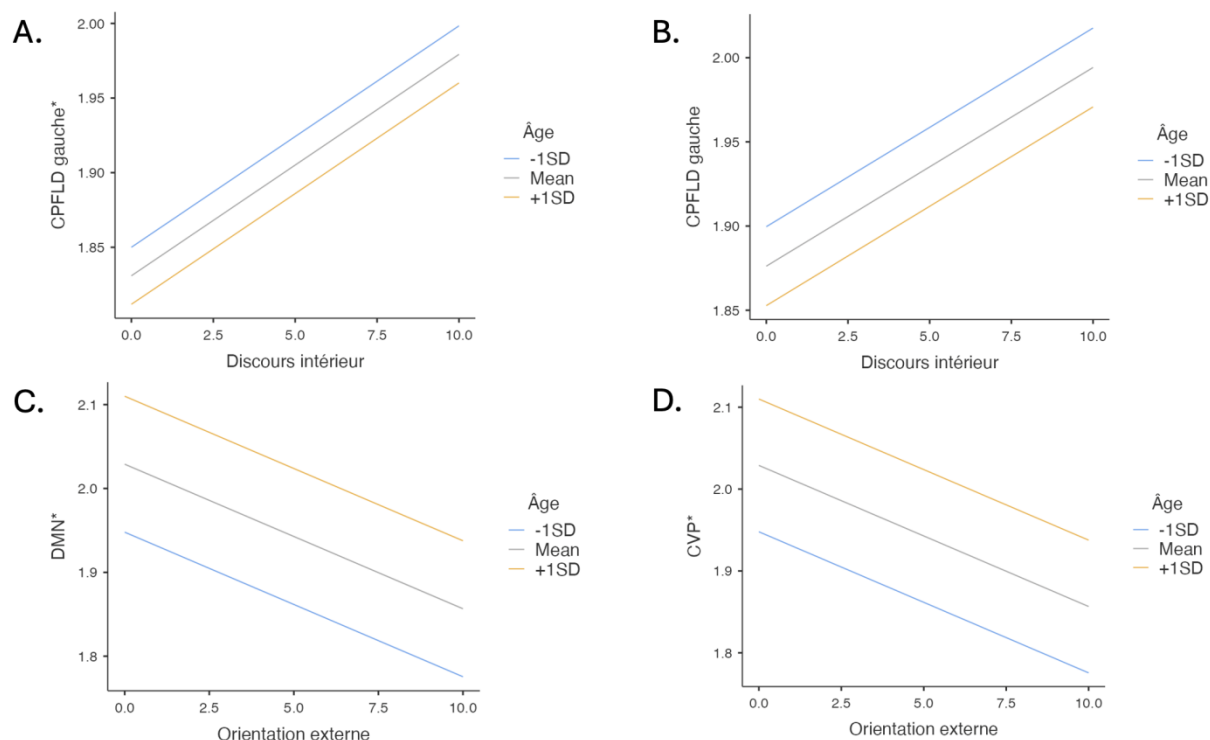 A.
CPFLD gauche*
2.00
1.95
1.90
1.85
0.0 2.5 5.0 7.5 10.0
Discours intérieur
Âge
-1SD
Mean
+1SD
B.
CPFLD gauche
2.00
1.95
1.90
1.85
0.0 2.5 5.0 7.5 10.0
Discours intérieur
Âge
-1SD
Mean
+1SD
C.
DMN*
2.1
2.0
1.9
1.8
0.0 2.5 5.0 7.5 10.0
Orientation externe
Âge
-1SD
Mean
+1SD
D.
CVP*
2.1
2.0
1.9
1.8
0.0 2.5 5.0 7.5 10.0
Orientation externe
Âge
-1SD
Mean
+1SD